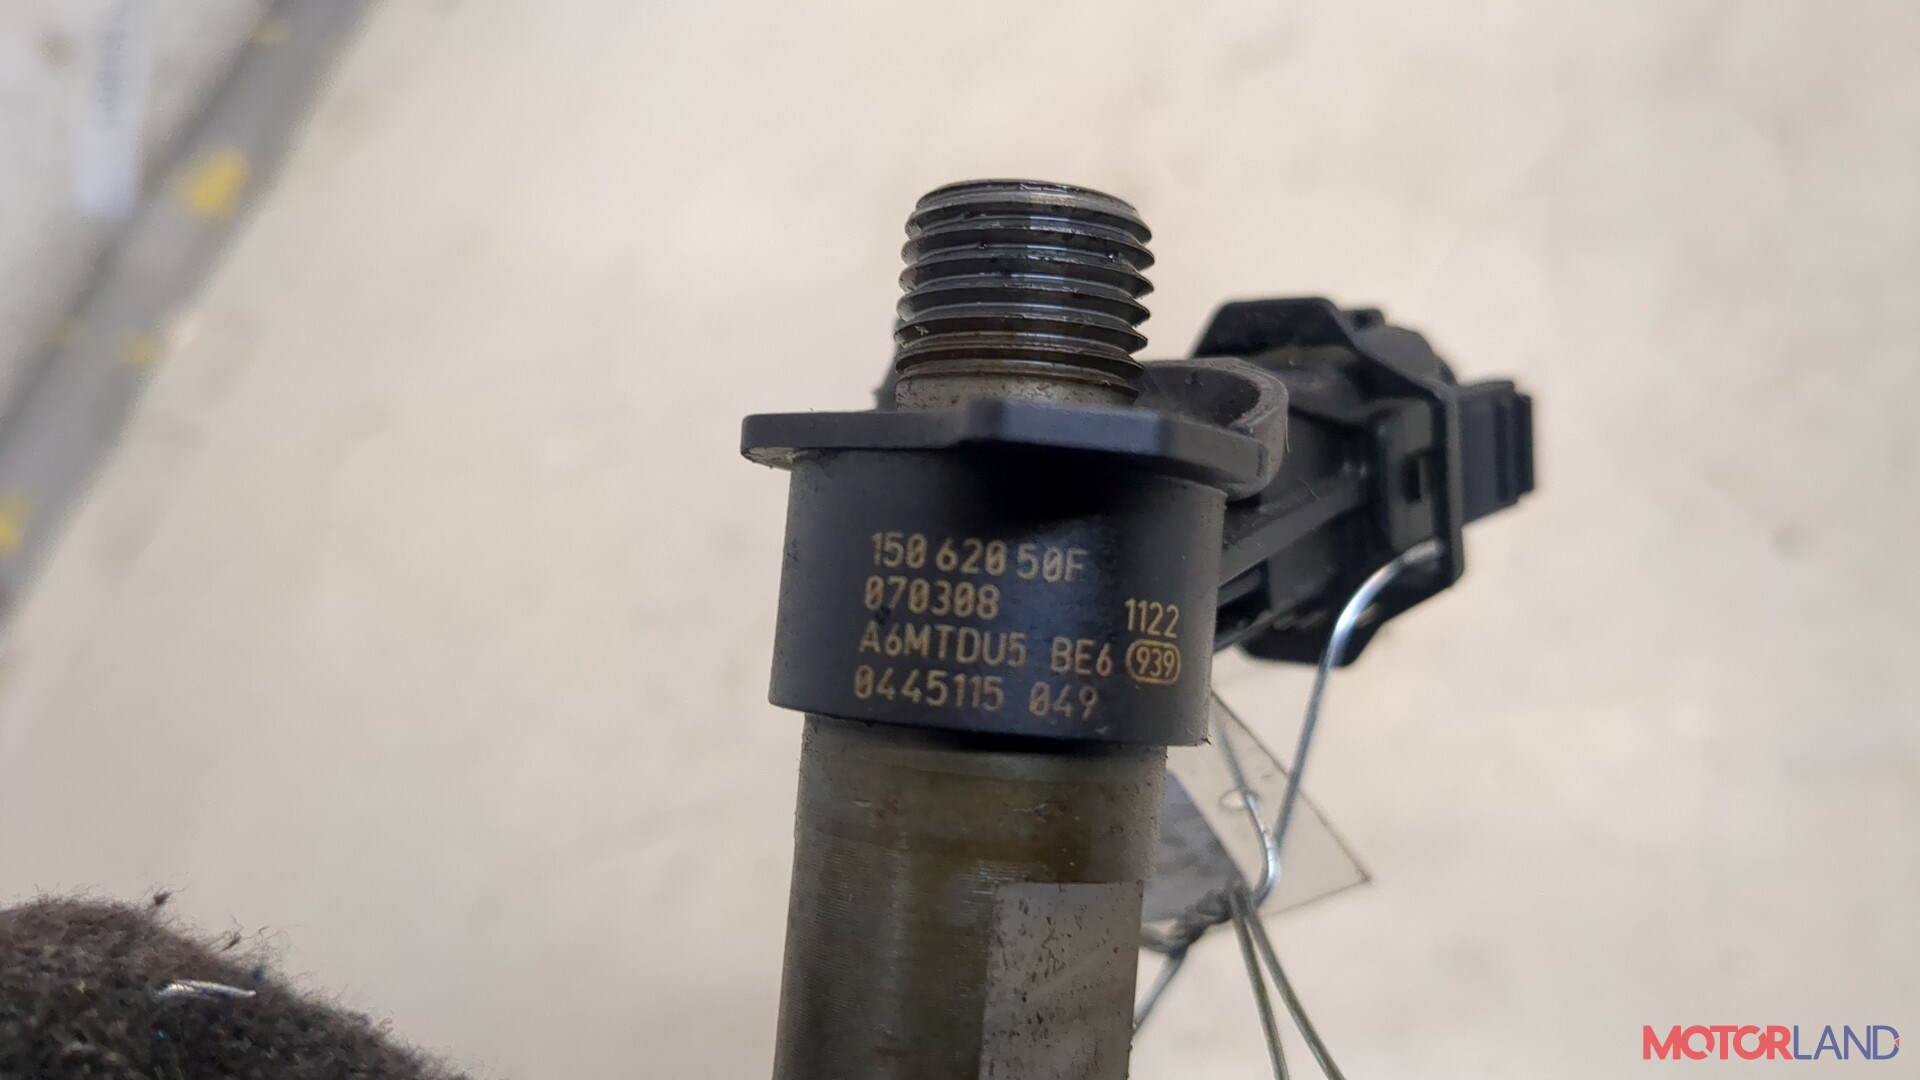 150 620 50F
070308
1122
A6MTDU5 BE6 939
0445115 049
MOTORLAND